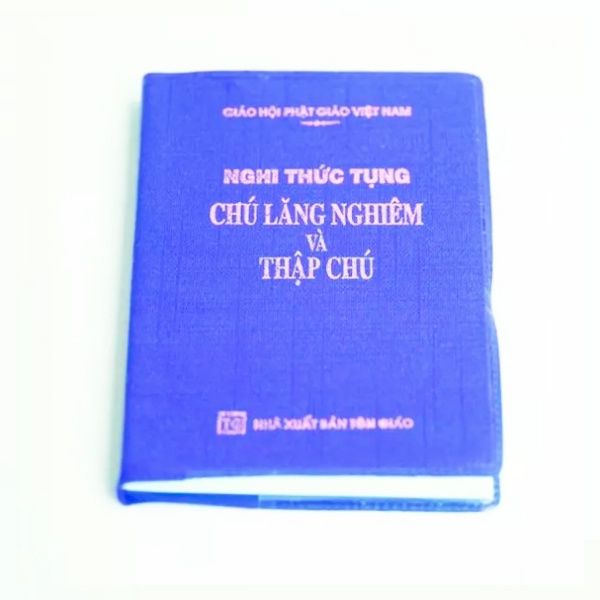 GIÁO HỘI PHẬT GIÁO VIỆT NAM
NGHI THỨC TỤNG
CHÚ LĂNG NGHIÊM
VÀ
THẬP CHÚ
NHÀ XUẤT BẢN TÔN GIÁO